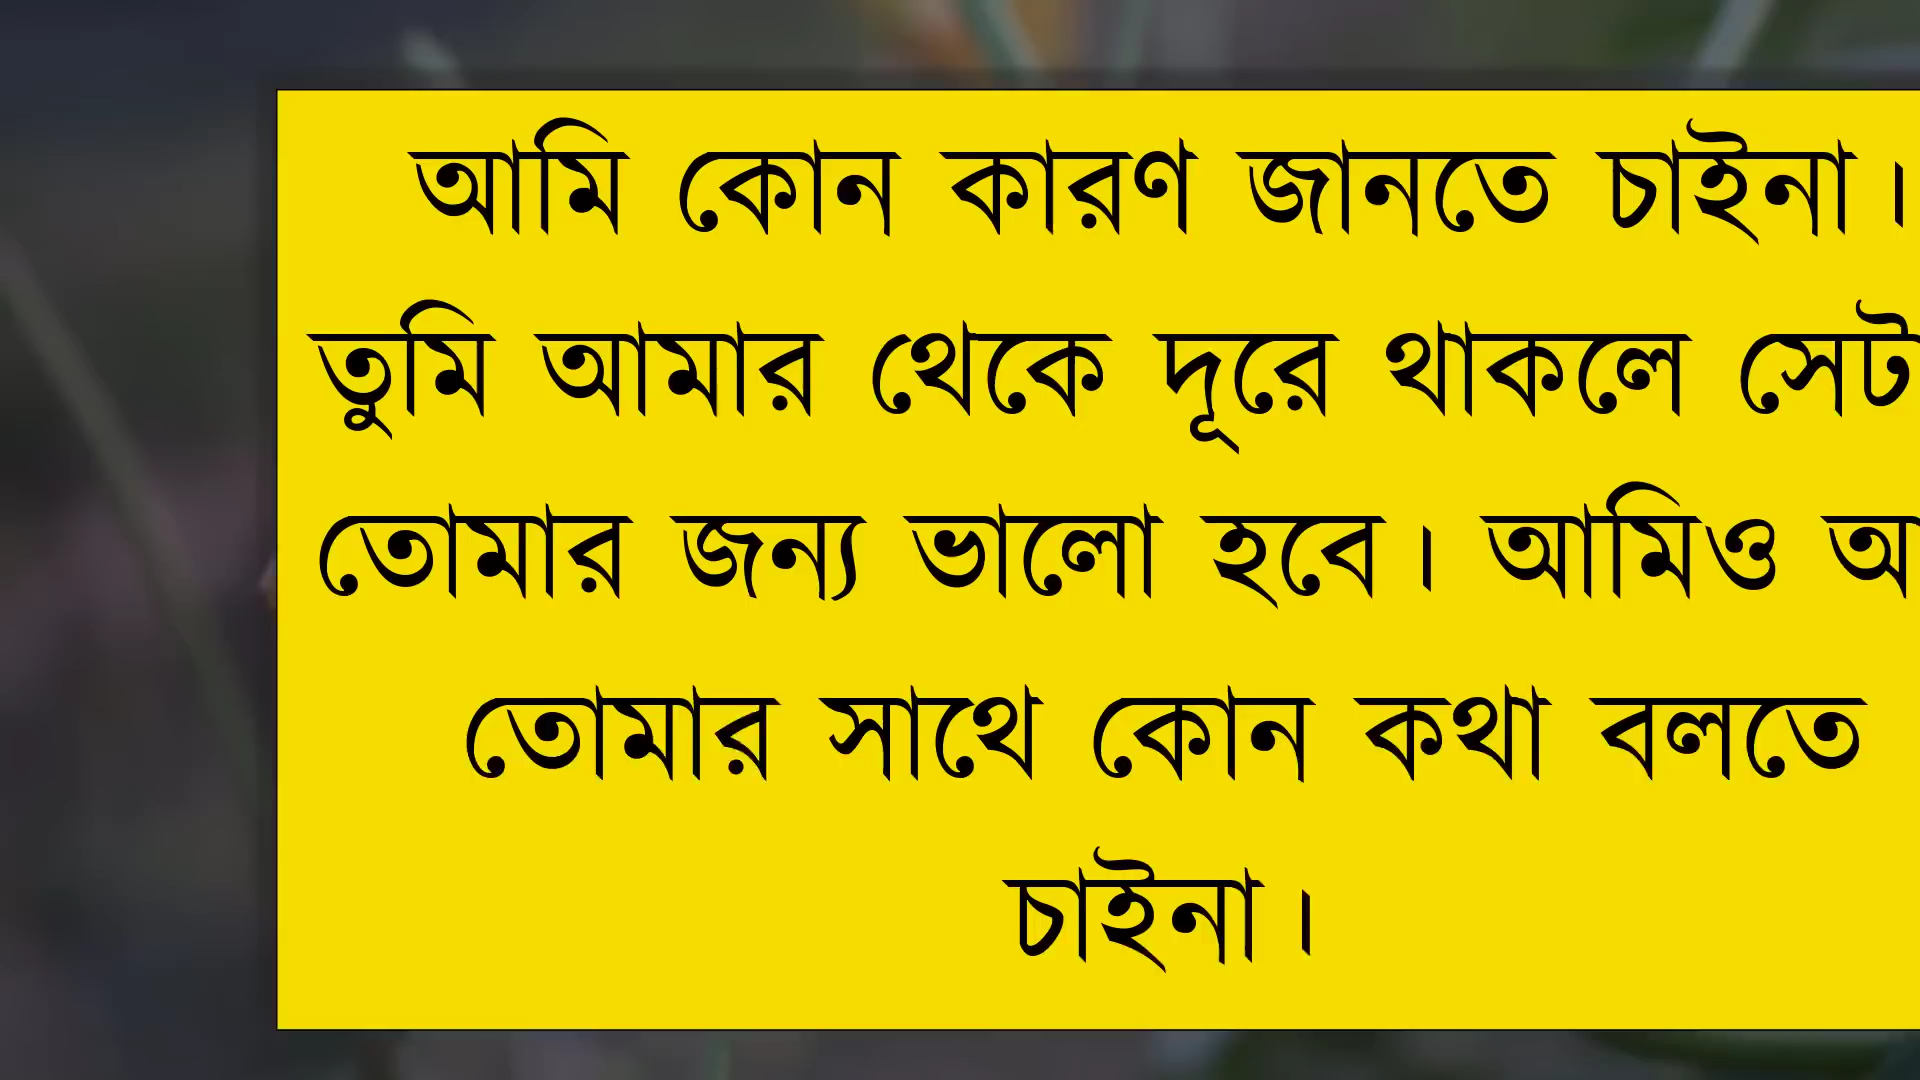 আমি কোন কারণ জানতে চাইনা।
তুমি আমার থেকে দূরে থাকলে
তোমার জন্য ভালো হবে। আমিও
তোমার সাথে কোন কথা বলতে
চাইনা।